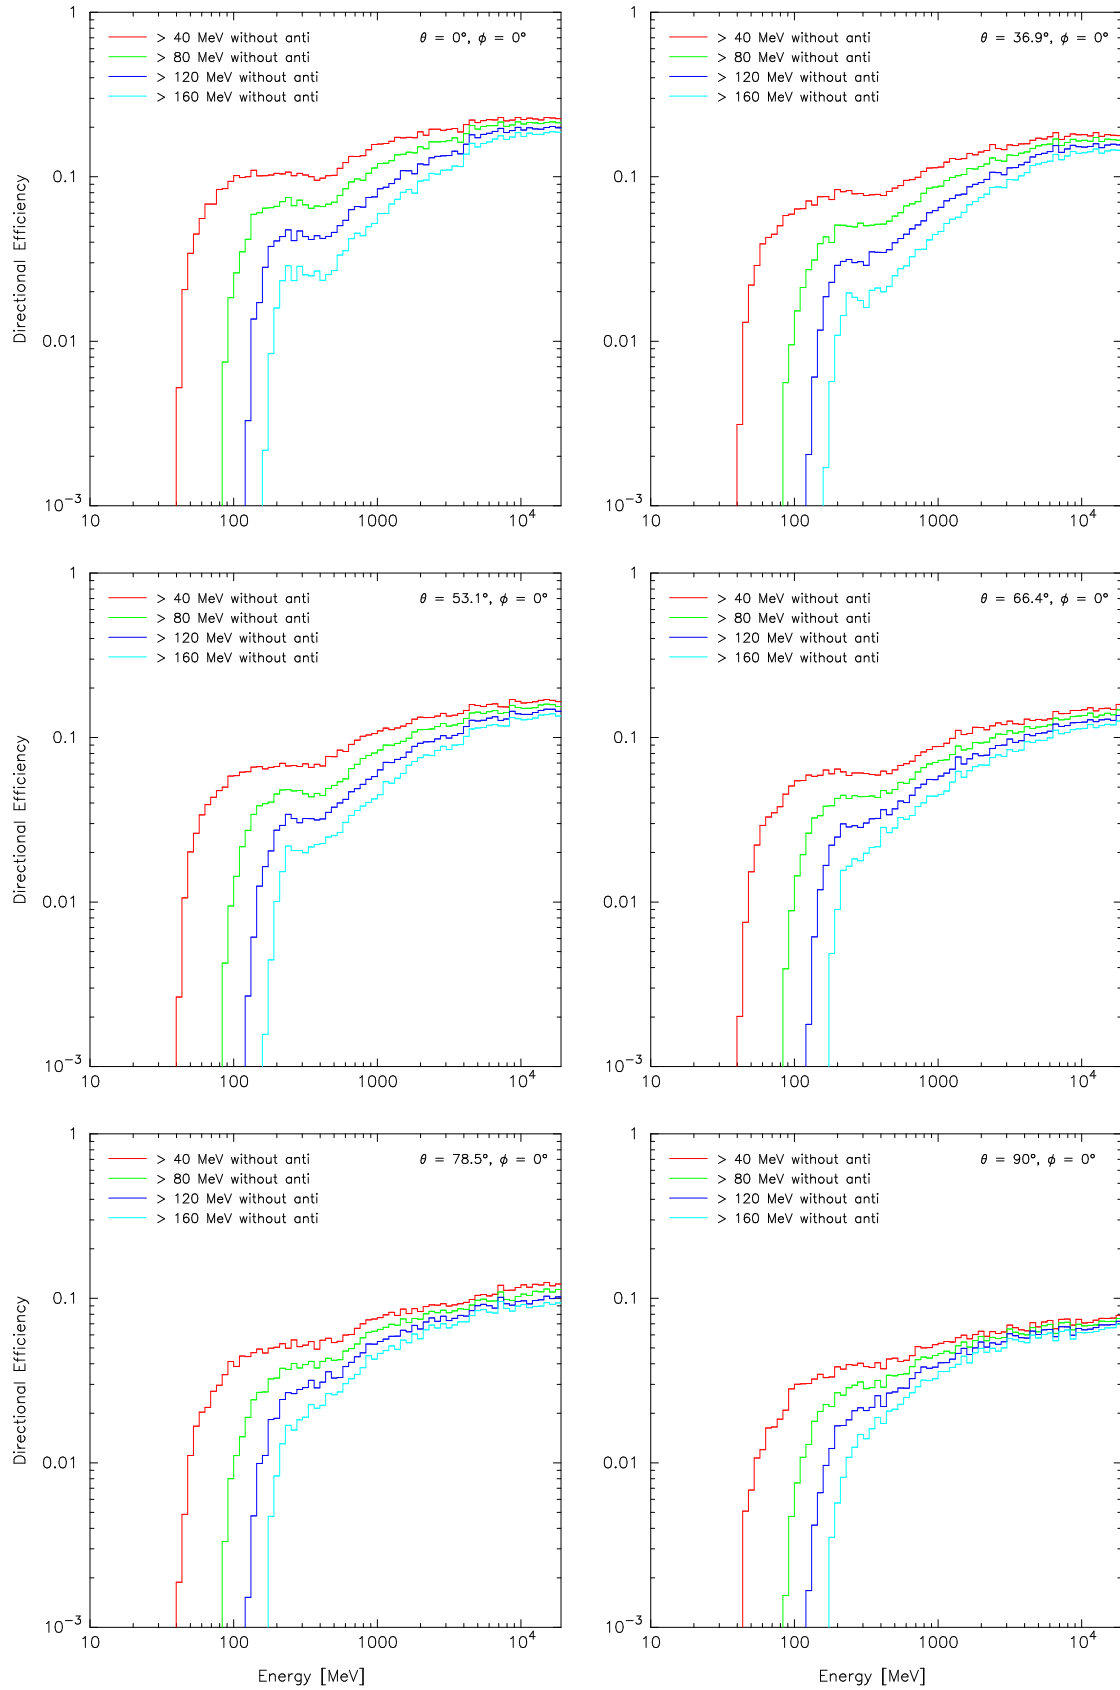 1
> 40 MeV without anti
θ = 0°, ϕ = 0°
> 80 MeV without anti
> 120 MeV without anti
> 160 MeV without anti
0.1
0.01
10⁻³
Directional Efficiency
10
100
1000
10⁴
> 40 MeV without anti
θ = 36.9°, ϕ = 0°
> 80 MeV without anti
> 120 MeV without anti
> 160 MeV without anti
1
0.1
0.01
10⁻³
10
100
1000
10⁴
1
> 40 MeV without anti
θ = 53.1°, ϕ = 0°
> 80 MeV without anti
> 120 MeV without anti
> 160 MeV without anti
0.1
0.01
10⁻³
Directional Efficiency
10
100
1000
10⁴
1
> 40 MeV without anti
θ = 66.4°, ϕ = 0°
> 80 MeV without anti
> 120 MeV without anti
> 160 MeV without anti
0.1
0.01
10⁻³
10
100
1000
10⁴
1
> 40 MeV without anti
θ = 78.5°, ϕ = 0°
> 80 MeV without anti
> 120 MeV without anti
> 160 MeV without anti
0.1
0.01
10⁻³
Directional Efficiency
10
100
1000
10⁴
Energy [MeV]
1
> 40 MeV without anti
θ = 90°, ϕ = 0°
> 80 MeV without anti
> 120 MeV without anti
> 160 MeV without anti
0.1
0.01
10⁻³
10
100
1000
10⁴
Energy [MeV]